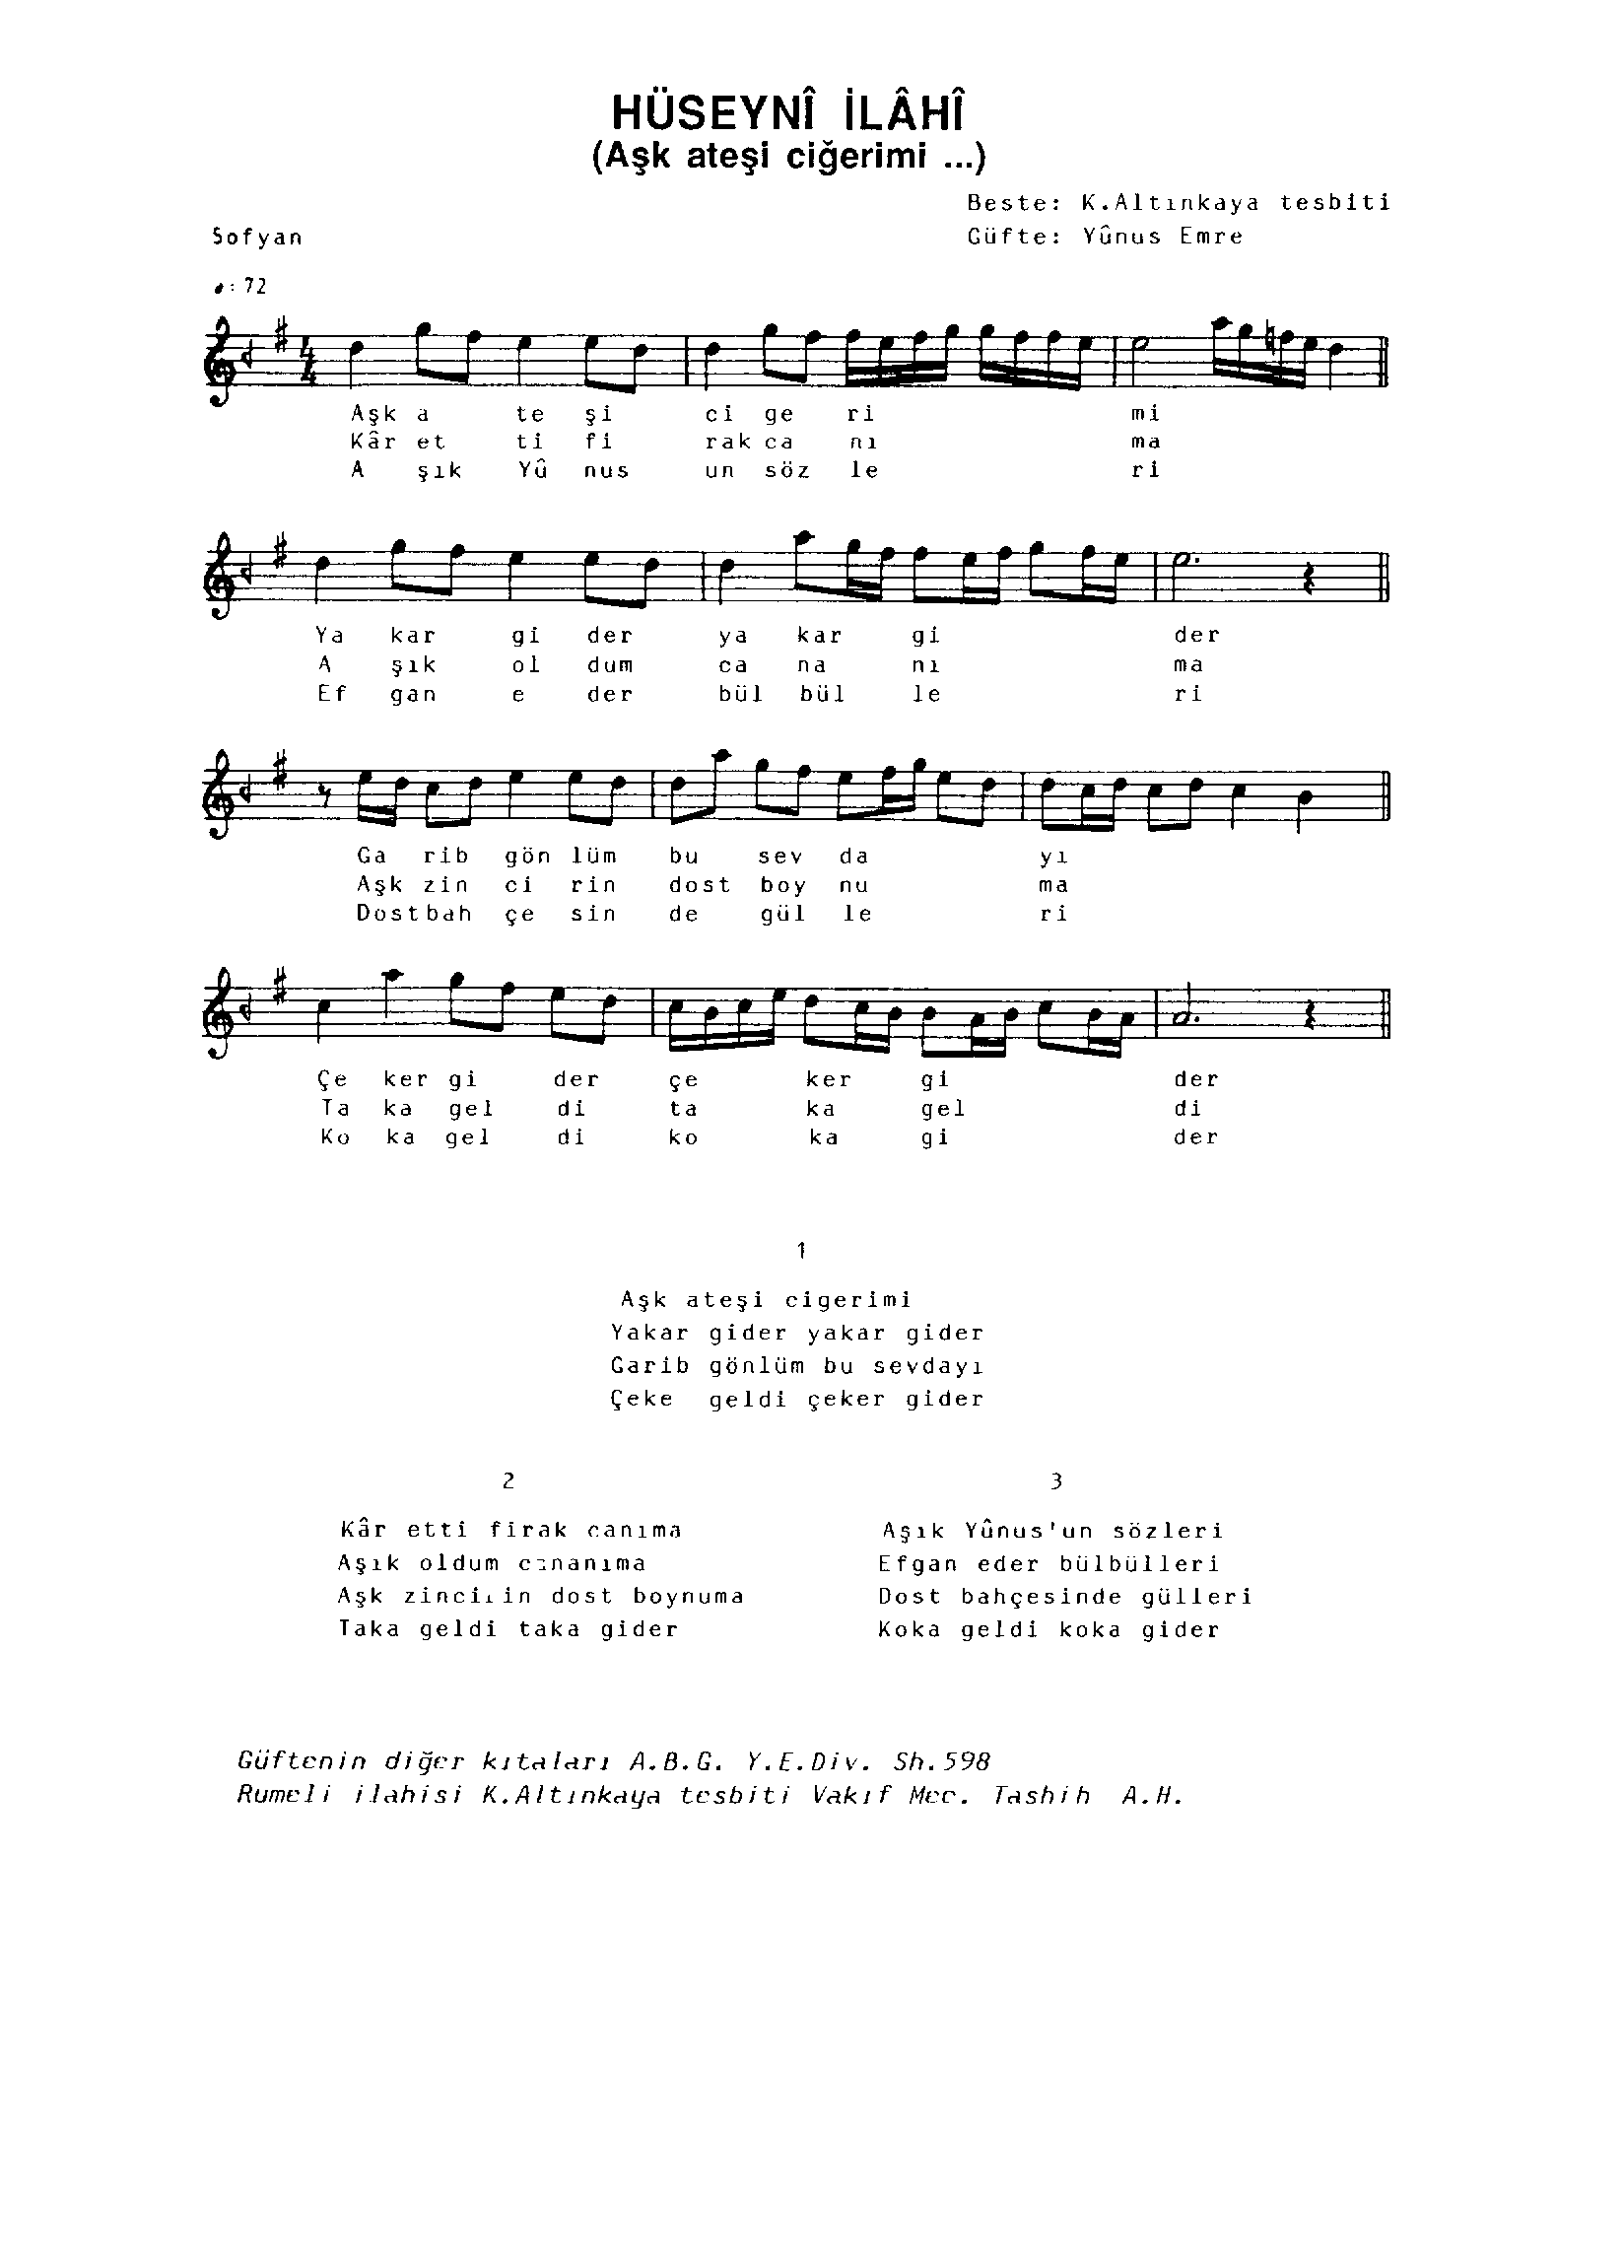 HÜSEYNÎ İLÂHÎ
(Aşk ateşi ciğerimi ...)
Beste: K.Altınkaya tesbiti
Sofyan
Güfte: Yûnus Emre
: 72
4
4
Aşk a te şi ci ge ri mi
Kâr et ti fi rak ca nı ma
A şık Yû nus un söz le ri
Ya kar gi der ya kar gi der
A şık ol dum ca na nı ma
Ef gan e der bül bül le ri
Ga rib gön lüm bu sev da yı
Aşk zin ci rin dost boy nu ma
Dost bah çe sin de gül le ri
Çe ker gi der çe ker gi der
Ta ka gel di ta ka gel di
Ko ka gel di ko ka gi der
1
Aşk ateşi cigerimi
Yakar gider yakar gider
Garib gönlüm bu sevdayı
Çeke geldi çeker gider
2
Kâr etti firak canıma
Aşık oldum cananıma
Aşk zincirin dost boynuma
Taka geldi taka gider
3
Aşık Yûnus'un sözleri
Efgan eder bülbülleri
Dost bahçesinde gülleri
Koka geldi koka gider
Güftenin diğer kıtaları A.B.G. Y.E.Div. Sh.598
Rumeli ilahisi K.Altınkaya tesbiti Vakıf Mec. Tashih A.H.